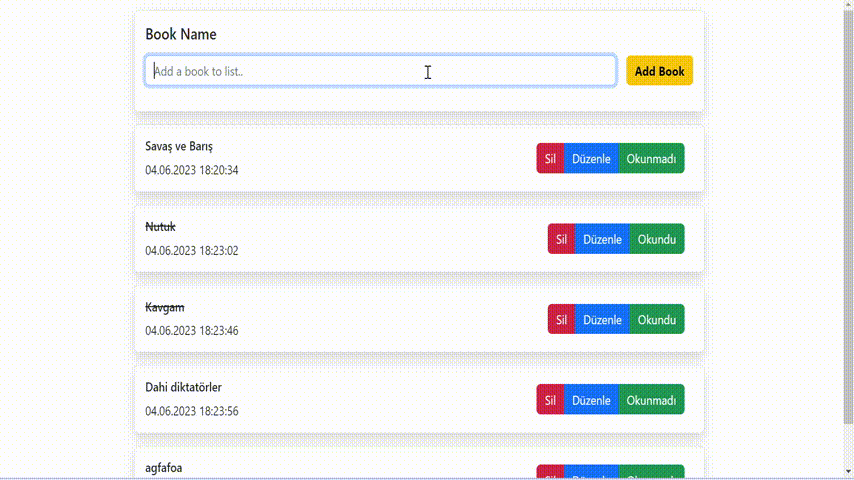 Book Name
Add a book to list..
Add Book
Savaş ve Barış
04.06.2023 18:20:34
Sil Düzenle Okunmadı
Nutuk
04.06.2023 18:23:02
Sil Düzenle Okundu
Kavgam
04.06.2023 18:23:46
Sil Düzenle Okundu
Dahi diktatörler
04.06.2023 18:23:56
Sil Düzenle Okunmadı
agfafoa